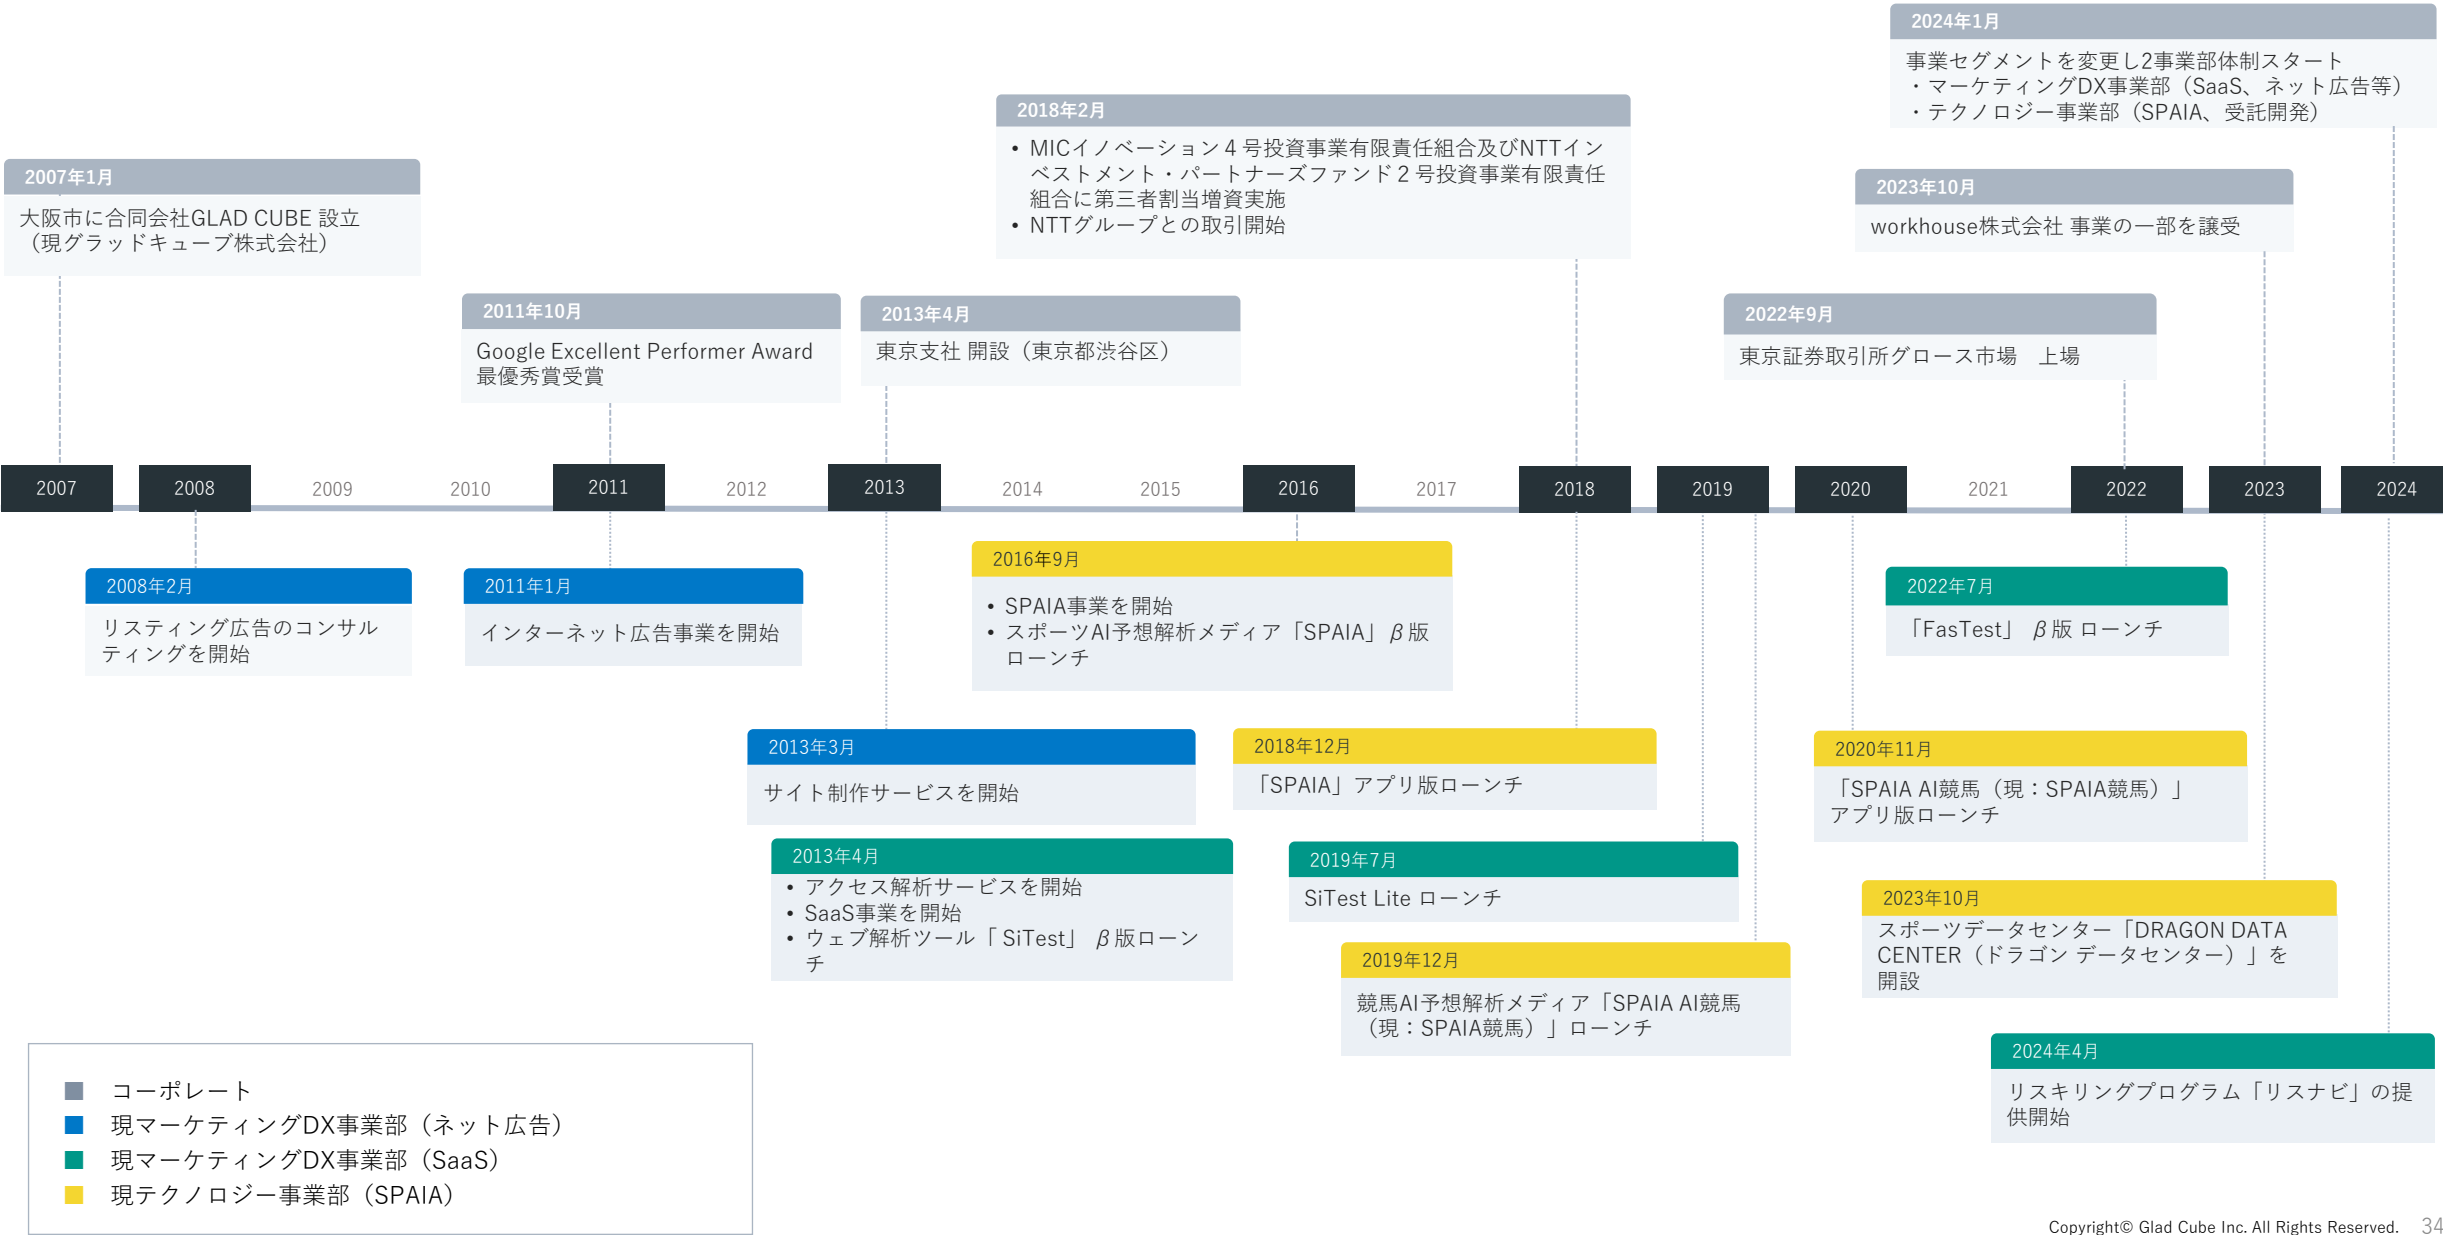 2024年1月
事業セグメントを変更し2事業部体制スタート
・マーケティングDX事業部（SaaS、ネット広告等）
・テクノロジー事業部（SPAIA、受託開発）
2018年2月
• MICイノベーション４号投資事業有限責任組合及びNTTイン
ベストメント・パートナーズファンド２号投資事業有限責任
組合に第三者割当増資実施
• NTTグループとの取引開始
2007年1月
大阪市に合同会社GLAD CUBE 設立
（現グラッドキューブ株式会社）
2023年10月
workhouse株式会社 事業の一部を譲受
2011年10月
Google Excellent Performer Award
最優秀賞受賞
2013年4月
東京支社 開設（東京都渋谷区）
2022年9月
東京証券取引所グロース市場　上場
2007 2008 2009 2010 2011 2012 2013 2014 2015 2016 2017 2018 2019 2020 2021 2022 2023 2024
2008年2月
リスティング広告のコンサル
ティングを開始
2011年1月
インターネット広告事業を開始
2016年9月
• SPAIA事業を開始
• スポーツAI予想解析メディア「SPAIA」β版
ローンチ
2022年7月
「FasTest」 β版 ローンチ
2013年3月
サイト制作サービスを開始
2018年12月
「SPAIA」アプリ版ローンチ
2020年11月
「SPAIA AI競馬（現：SPAIA競馬）」
アプリ版ローンチ
2013年4月
• アクセス解析サービスを開始
• SaaS事業を開始
• ウェブ解析ツール「 SiTest」 β版ローン
チ
2019年7月
SiTest Lite ローンチ
2023年10月
スポーツデータセンター「DRAGON DATA
CENTER（ドラゴン データセンター）」を
開設
2019年12月
競馬AI予想解析メディア「SPAIA AI競馬
（現：SPAIA競馬）」ローンチ
2024年4月
リスキリングプログラム「リスナビ」の提
供開始
コーポレート
現マーケティングDX事業部（ネット広告）
現マーケティングDX事業部（SaaS）
現テクノロジー事業部（SPAIA）
Copyright© Glad Cube Inc. All Rights Reserved. 34